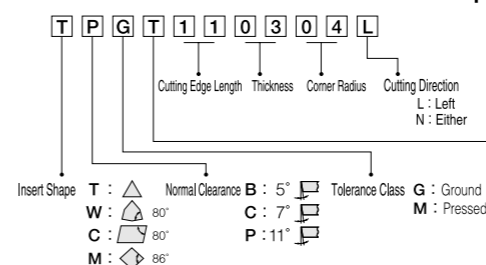 T P G T 1 1 0 3 0 4 L
Cutting Edge Length Thickness Corner Radius Cutting Direction
L : Left
N : Either
Insert Shape T : Normal Clearance B : 5° Tolerance Class G : Ground
W : 80° C : 7° M : Pressed
C : 80° P : 11°
M : 86°